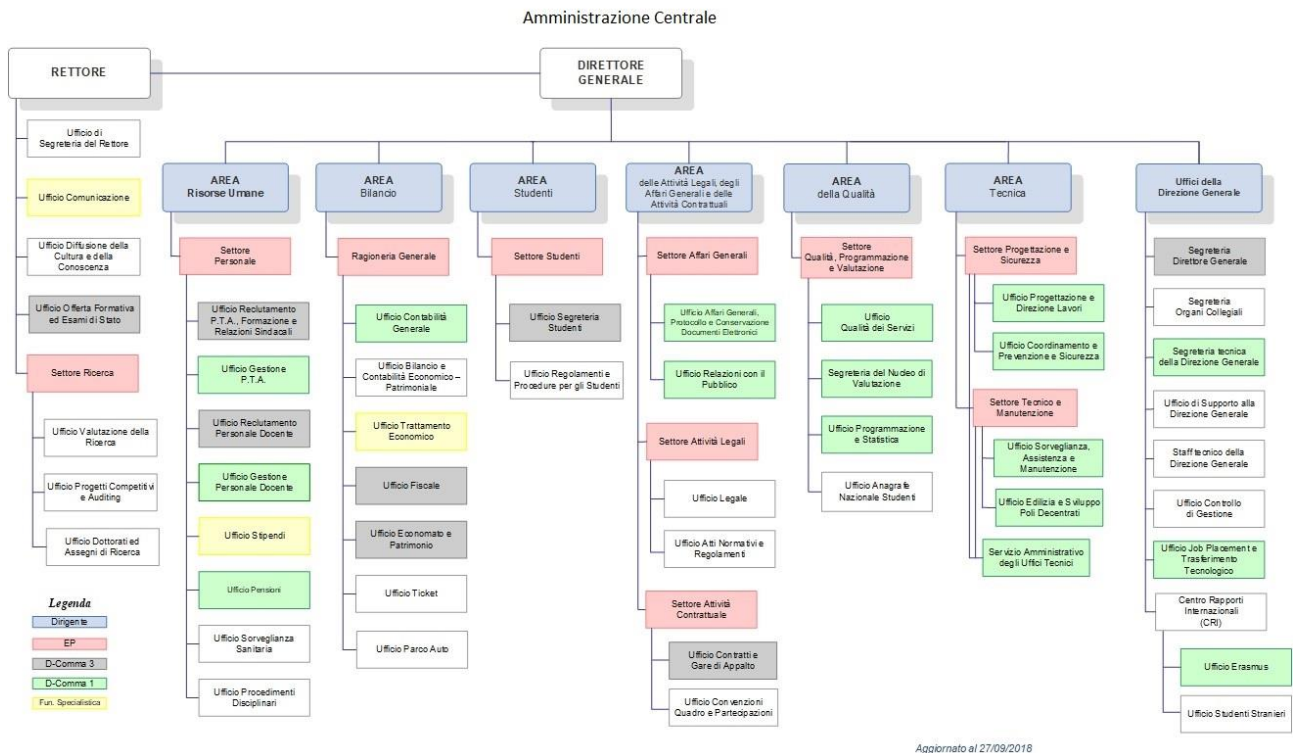 Amministrazione Centrale
RETTORE
DIRETTORE
GENERALE
Ufficio di
Segreteria del Rettore
Ufficio Comunicazione
Ufficio Diffusione della
Cultura e della
Conoscenza
Ufficio Offerta Formativa
ed Esami di Stato
Settore Ricerca
Ufficio Valutazione della
Ricerca
Ufficio Progetti Competitivi
e Auditing
Ufficio Dottorati ed
Assegni di Ricerca
Legenda
Dirigente
EP
D-Comma 3
D-Comma 1
Fun. Specialistica
AREA
Risorse Umane
Settore
Personale
Ufficio Reclutamento
P.T.A., Formazione e
Relazioni Sindacali
Ufficio Gestione
P.T.A.
Ufficio Reclutamento
Personale Docente
Ufficio Gestione
Personale Docente
Ufficio Stipendi
Ufficio Pensioni
Ufficio Sorveglianza
Sanitaria
Ufficio Procedimenti
Disciplinari
AREA
Bilancio
Ragioneria Generale
Ufficio Contabilità
Generale
Ufficio Bilancio e
Contabilità Economico –
Patrimoniale
Ufficio Trattamento
Economico
Ufficio Fiscale
Ufficio Economato e
Patrimonio
Ufficio Ticket
Ufficio Parco Auto
AREA
Studenti
Settore Studenti
Ufficio Segreteria
Studenti
Ufficio Regolamenti e
Procedure per gli Studenti
AREA
delle Attività Legali, degli
Affari Generali e delle
Attività Contrattuali
Settore Affari Generali
Ufficio Affari Generali,
Protocollo e Conservazione
Documenti Elettronici
Ufficio Relazioni con il
Pubblico
Settore Attività Legali
Ufficio Legale
Ufficio Atti Normativi e
Regolamenti
Settore Attività
Contrattuale
Ufficio Contratti e
Gare di Appalto
Ufficio Convenzioni
Quadro e Partecipazioni
AREA
della Qualità
Settore
Qualità, Programmazione
e Valutazione
Ufficio
Qualità dei Servizi
Segreteria del Nucleo di
Valutazione
Ufficio Programmazione
e Statistica
Ufficio Anagrafe
Nazionale Studenti
AREA
Tecnica
Settore Progettazione e
Sicurezza
Ufficio Progettazione e
Direzione Lavori
Ufficio Coordinamento e
Prevenzione e Sicurezza
Settore Tecnico e
Manutenzione
Ufficio Sorveglianza,
Assistenza e
Manutenzione
Ufficio Edilizia e Sviluppo
Poli Decentrati
Servizio Amministrativo
degli Uffici Tecnici
Uffici della
Direzione Generale
Segreteria
Direttore Generale
Segreteria
Organi Collegiali
Segreteria tecnica
della Direzione Generale
Ufficio di Supporto alla
Direzione Generale
Staff tecnico della
Direzione Generale
Ufficio Controllo
di Gestione
Ufficio Job Placement e
Trasferimento
Tecnologico
Centro Rapporti
Internazionali
(CRI)
Ufficio Erasmus
Ufficio Studenti Stranieri
Aggiornato al 27/09/2018